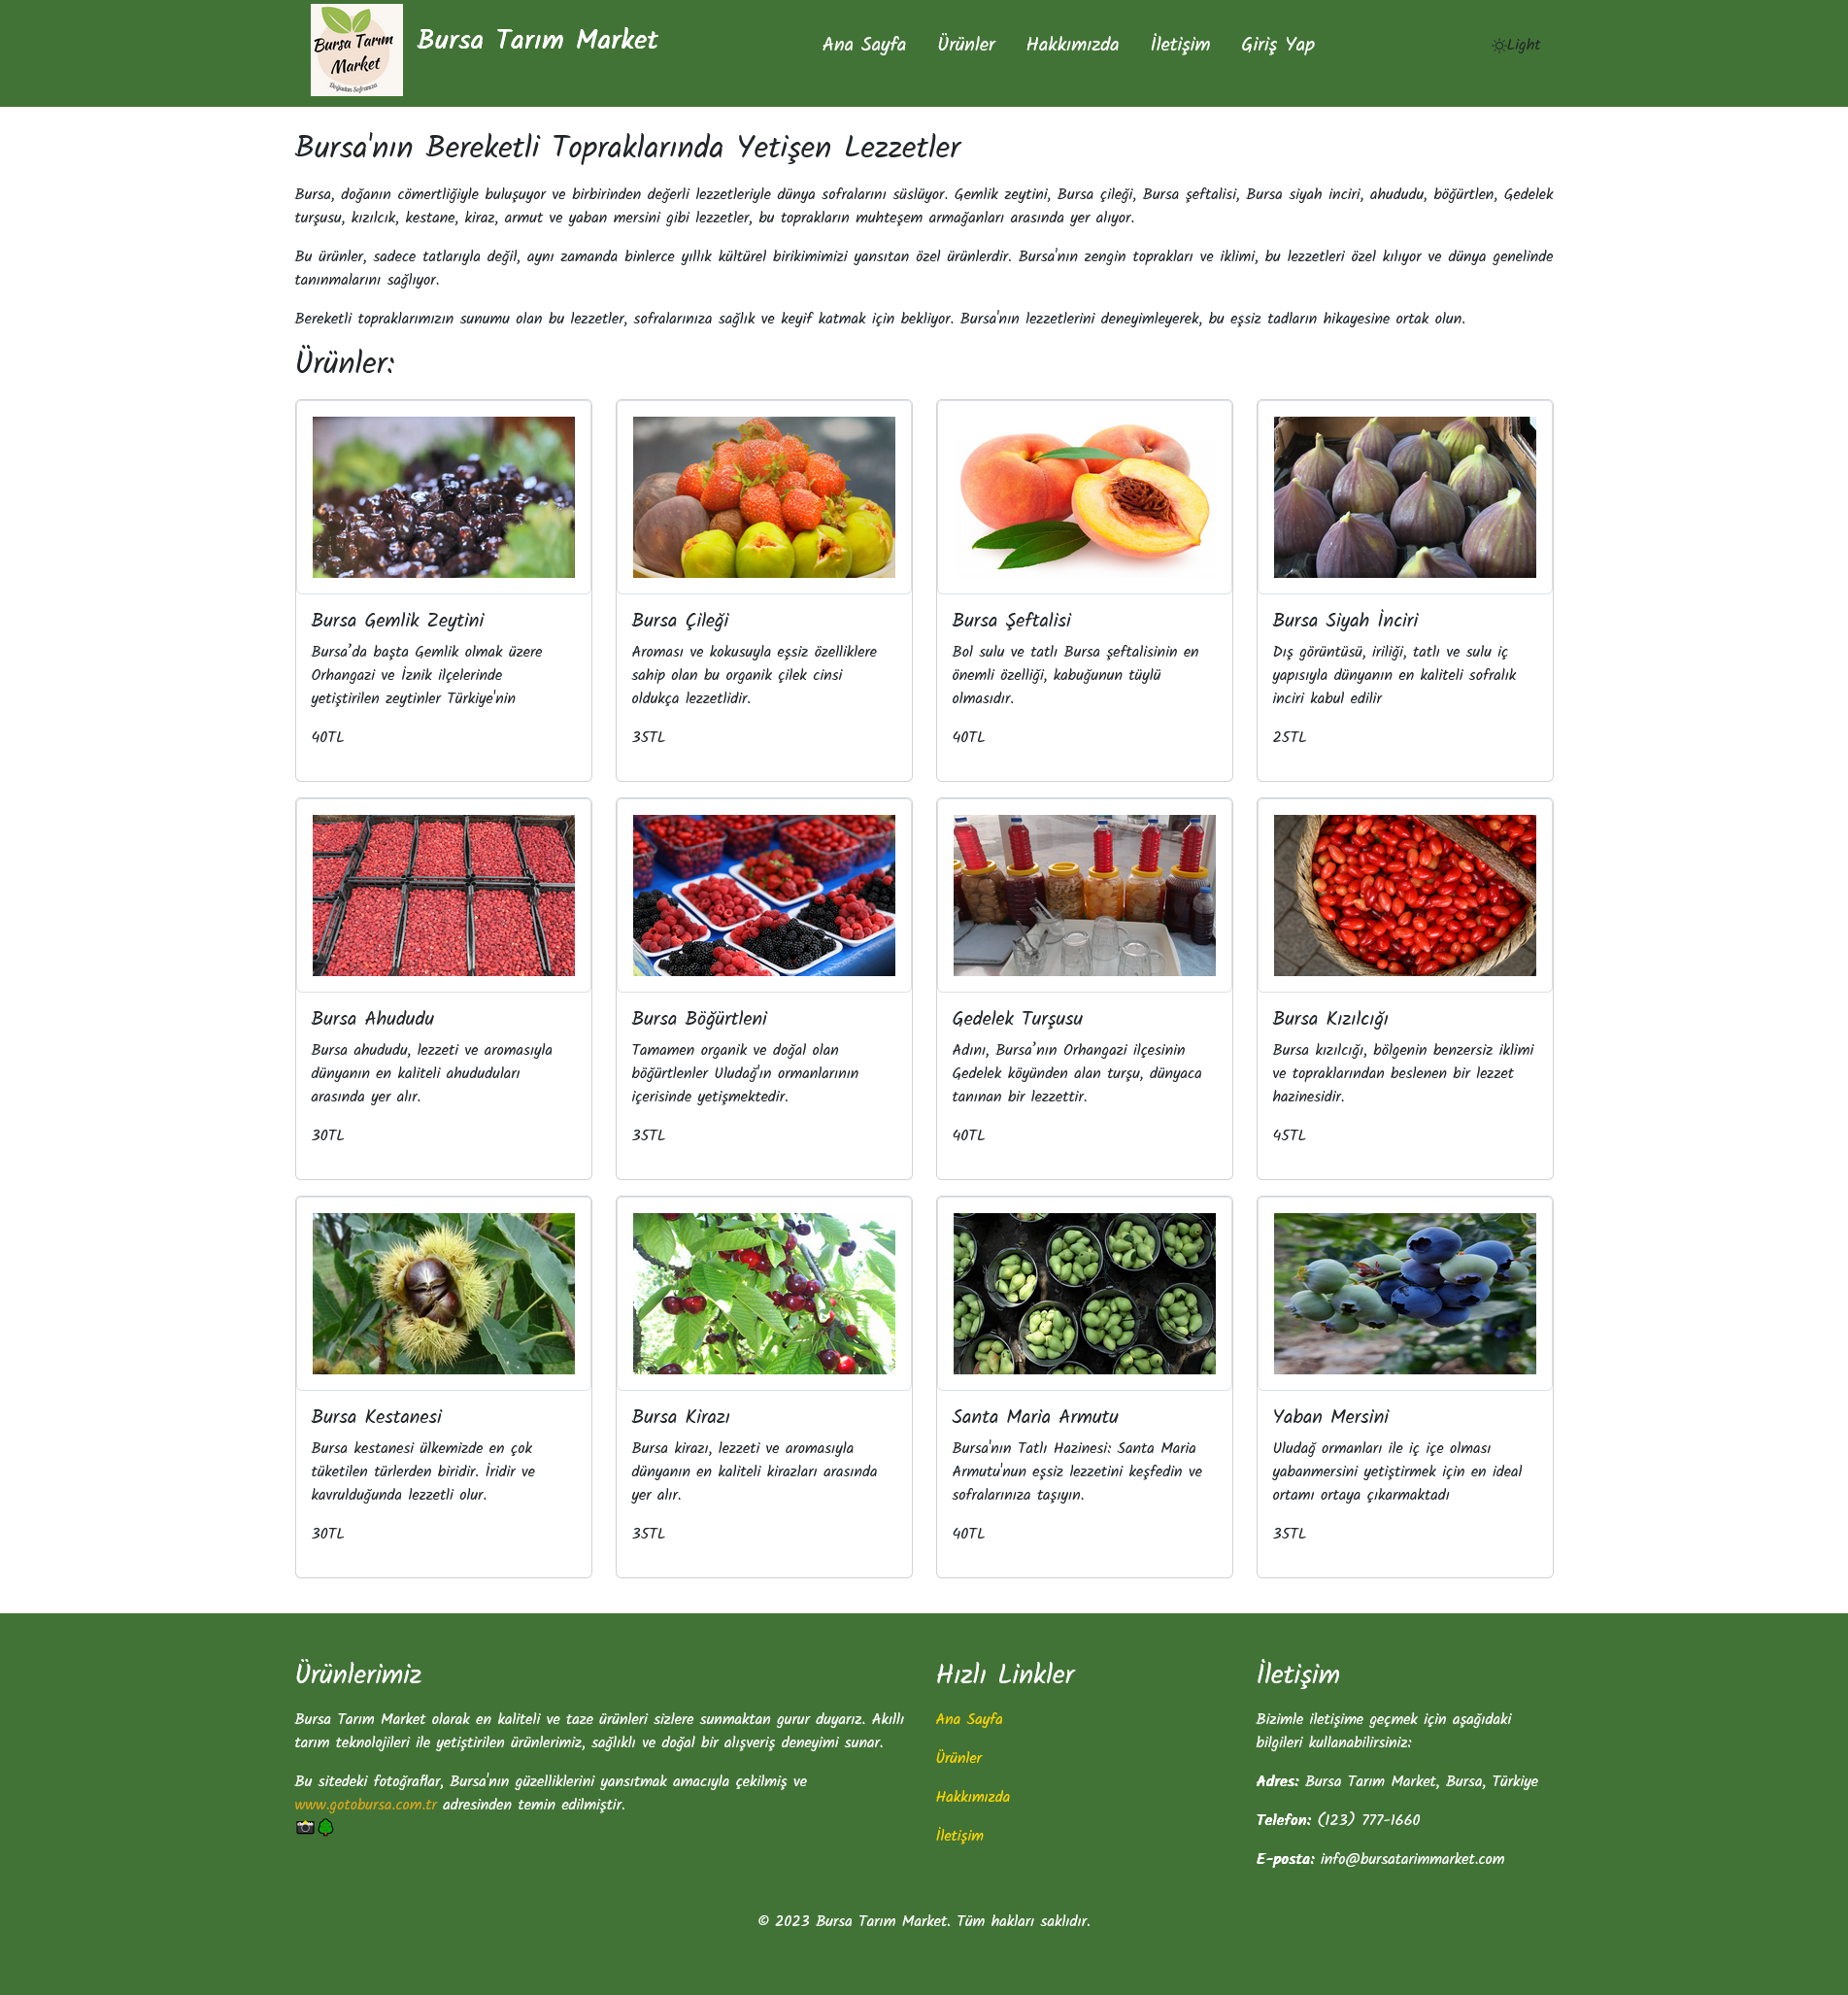 Bursa Tarım
Market
Doğadan Sofranıza
Bursa Tarım Market
Ana Sayfa
Ürünler
Hakkımızda
İletişim
Giriş Yap
Light
Bursa'nın Bereketli Topraklarında Yetişen Lezzetler
Bursa, doğanın cömertliğiyle buluşuyor ve birbirinden değerli lezzetleriyle dünya sofralarını süslüyor. Gemlik zeytini, Bursa çileği, Bursa şeftalisi, Bursa siyah inciri, ahududu, böğürtlen, Gedelek
turşusu, kızılcık, kestane, kiraz, armut ve yaban mersini gibi lezzetler, bu toprakların muhteşem armağanları arasında yer alıyor.
Bu ürünler, sadece tatlarıyla değil, aynı zamanda binlerce yıllık kültürel birikimimizi yansıtan özel ürünlerdir. Bursa'nın zengin toprakları ve iklimi, bu lezzetleri özel kılıyor ve dünya genelinde
tanınmalarını sağlıyor.
Bereketli topraklarımızın sunumu olan bu lezzetler, sofralarınıza sağlık ve keyif katmak için bekliyor. Bursa'nın lezzetlerini deneyimleyerek, bu eşsiz tadların hikayesine ortak olun.
Ürünler:
Bursa Gemlik Zeytini
Bursa’da başta Gemlik olmak üzere
Orhangazi ve İznik ilçelerinde
yetiştirilen zeytinler Türkiye'nin
40TL
Bursa Çileği
Aroması ve kokusuyla eşsiz özelliklere
sahip olan bu organik çilek cinsi
oldukça lezzetlidir.
35TL
Bursa Şeftalisi
Bol sulu ve tatlı Bursa şeftalisinin en
önemli özelliği, kabuğunun tüylü
olmasıdır.
40TL
Bursa Siyah İnciri
Dış görüntüsü, iriliği, tatlı ve sulu iç
yapısıyla dünyanın en kaliteli sofralık
inciri kabul edilir
25TL
Bursa Ahududu
Bursa ahududu, lezzeti ve aromasıyla
dünyanın en kaliteli ahududuları
arasında yer alır.
30TL
Bursa Böğürtleni
Tamamen organik ve doğal olan
böğürtlenler Uludağ'ın ormanlarının
içerisinde yetişmektedir.
35TL
Gedelek Turşusu
Adını, Bursa’nın Orhangazi ilçesinin
Gedelek köyünden alan turşu, dünyaca
tanınan bir lezzettir.
40TL
Bursa Kızılcığı
Bursa kızılcığı, bölgenin benzersiz iklimi
ve topraklarından beslenen bir lezzet
hazinesidir.
45TL
Bursa Kestanesi
Bursa kestanesi ülkemizde en çok
tüketilen türlerden biridir. İridir ve
kavrulduğunda lezzetli olur.
30TL
Bursa Kirazı
Bursa kirazı, lezzeti ve aromasıyla
dünyanın en kaliteli kirazları arasında
yer alır.
35TL
Santa Maria Armutu
Bursa'nın Tatlı Hazinesi: Santa Maria
Armutu'nun eşsiz lezzetini keşfedin ve
sofralarınıza taşıyın.
40TL
Yaban Mersini
Uludağ ormanları ile iç içe olması
yabanmersini yetiştirmek için en ideal
ortamı ortaya çıkarmaktadı
35TL
Ürünlerimiz
Bursa Tarım Market olarak en kaliteli ve taze ürünleri sizlere sunmaktan gurur duyarız. Akıllı
tarım teknolojileri ile yetiştirilen ürünlerimiz, sağlıklı ve doğal bir alışveriş deneyimi sunar.
Bu sitedeki fotoğraflar, Bursa'nın güzelliklerini yansıtmak amacıyla çekilmiş ve
www.gotobursa.com.tr adresinden temin edilmiştir.
Hızlı Linkler
Ana Sayfa
Ürünler
Hakkımızda
İletişim
İletişim
Bizimle iletişime geçmek için aşağıdaki
bilgileri kullanabilirsiniz:
Adres: Bursa Tarım Market, Bursa, Türkiye
Telefon: (123) 777-1660
E-posta: info@bursatarimmarket.com
© 2023 Bursa Tarım Market. Tüm hakları saklıdır.